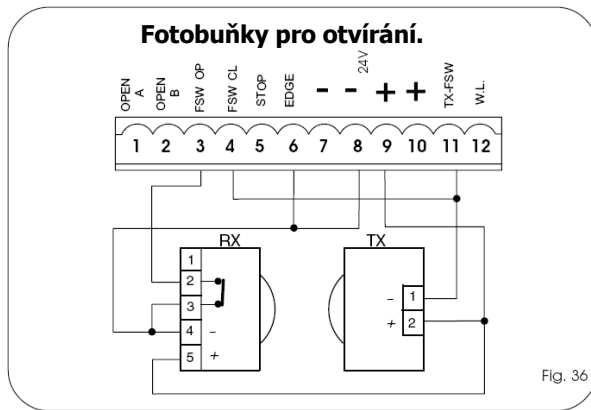 Fotobuňky pro otvírání.
OPEN A
OPEN B
FSW OP
FSW CL
STOP
EDGE
-
-
24V
+
+
TX-FSW
W.L.
1 2 3 4 5 6 7 8 9 10 11 12
RX
1
2
3
4 -
5 +
TX
- 1
+ 2
Fig. 36